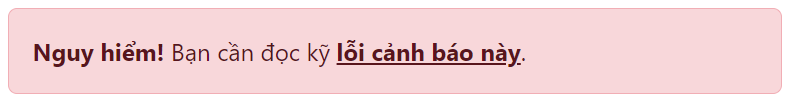 Nguy hiểm! Bạn cần đọc kỹ lỗi cảnh báo này.